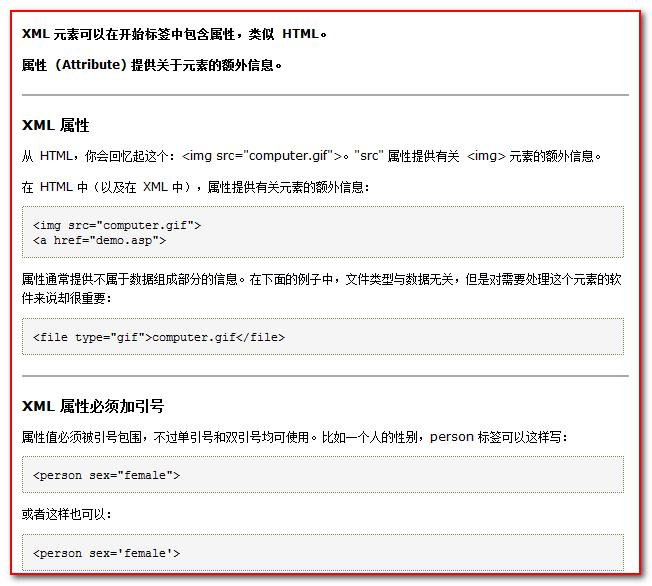 XML 元素可以在开始标签中包含属性，类似 HTML。
属性 (Attribute) 提供关于元素的额外信息。
XML 属性
从 HTML，你会回忆起这个：<img src="computer.gif">。"src" 属性提供有关 <img> 元素的额外信息。
在 HTML 中（以及在 XML 中），属性提供有关元素的额外信息：
<img src="computer.gif">
<a href="demo.asp">
属性通常提供不属于数据组成部分的信息。在下面的例子中，文件类型与数据无关，但是对需要处理这个元素的软
件来说却很重要：
<file type="gif">computer.gif</file>
XML 属性必须加引号
属性值必须被引号包围，不过单引号和双引号均可使用。比如一个人的性别，person 标签可以这样写：
<person sex="female">
或者这样也可以：
<person sex='female'>